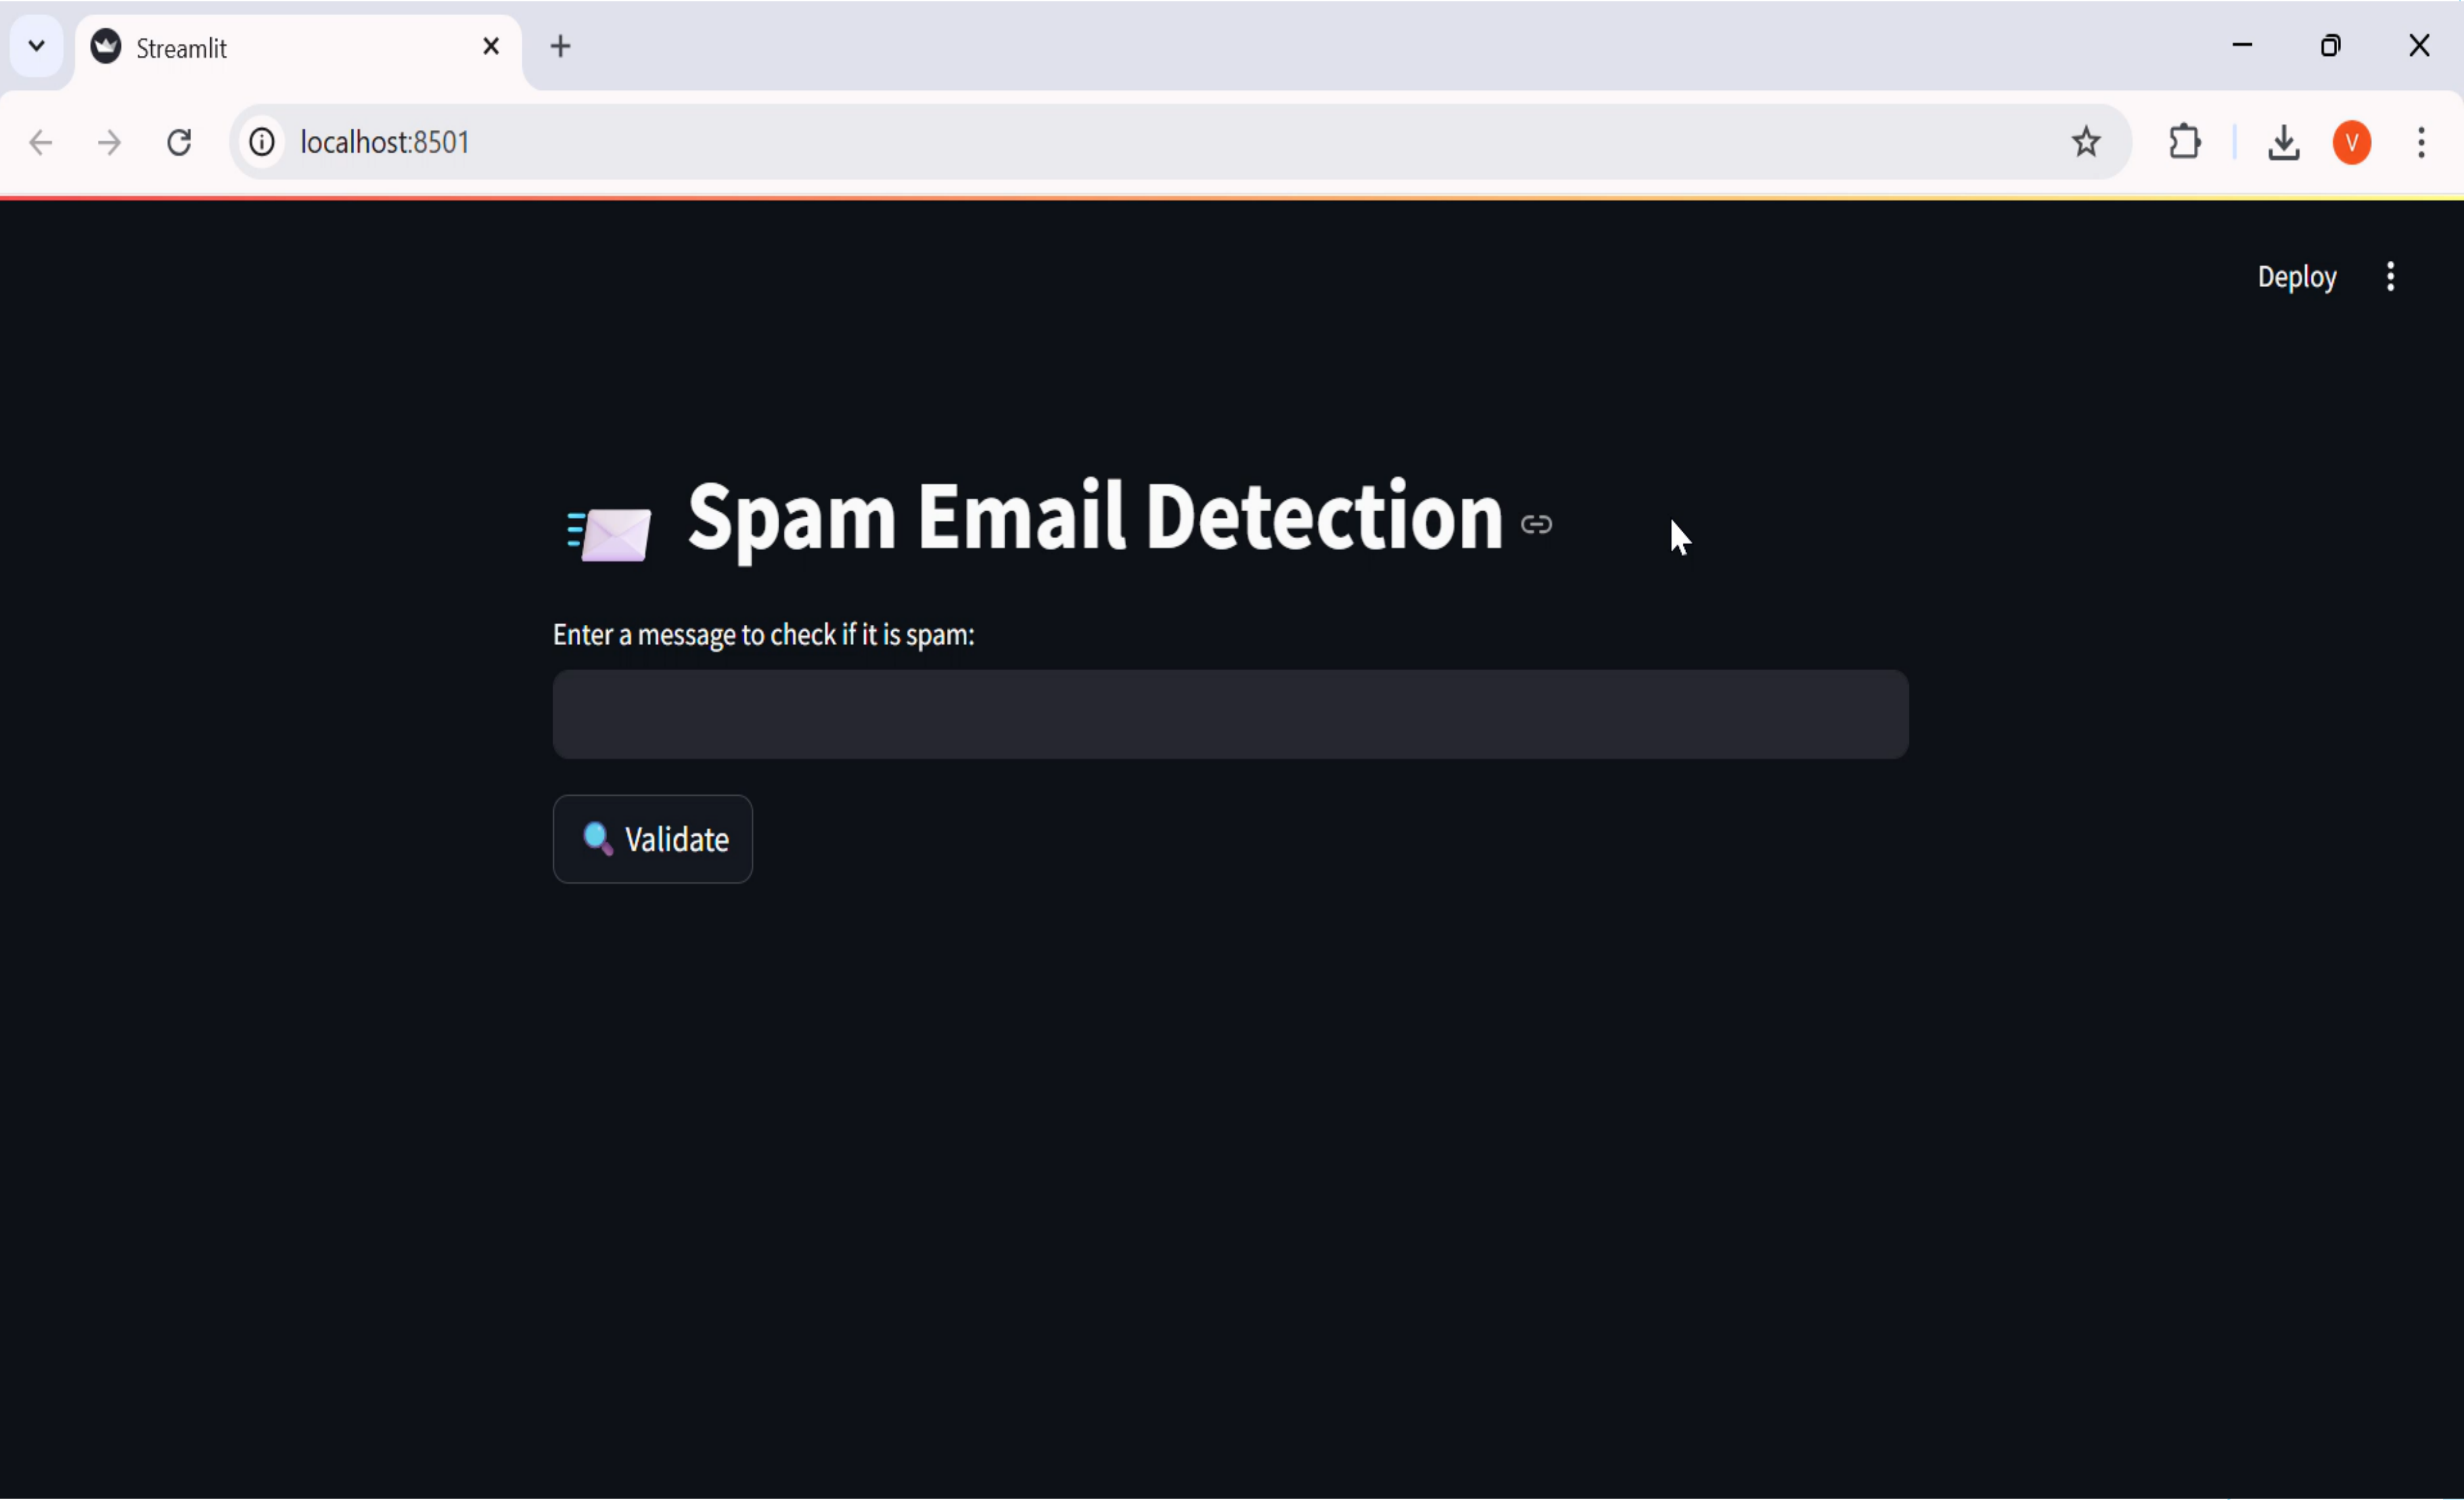 Streamlit
localhost:8501
V
Deploy
Spam Email Detection
Enter a message to check if it is spam:
Validate